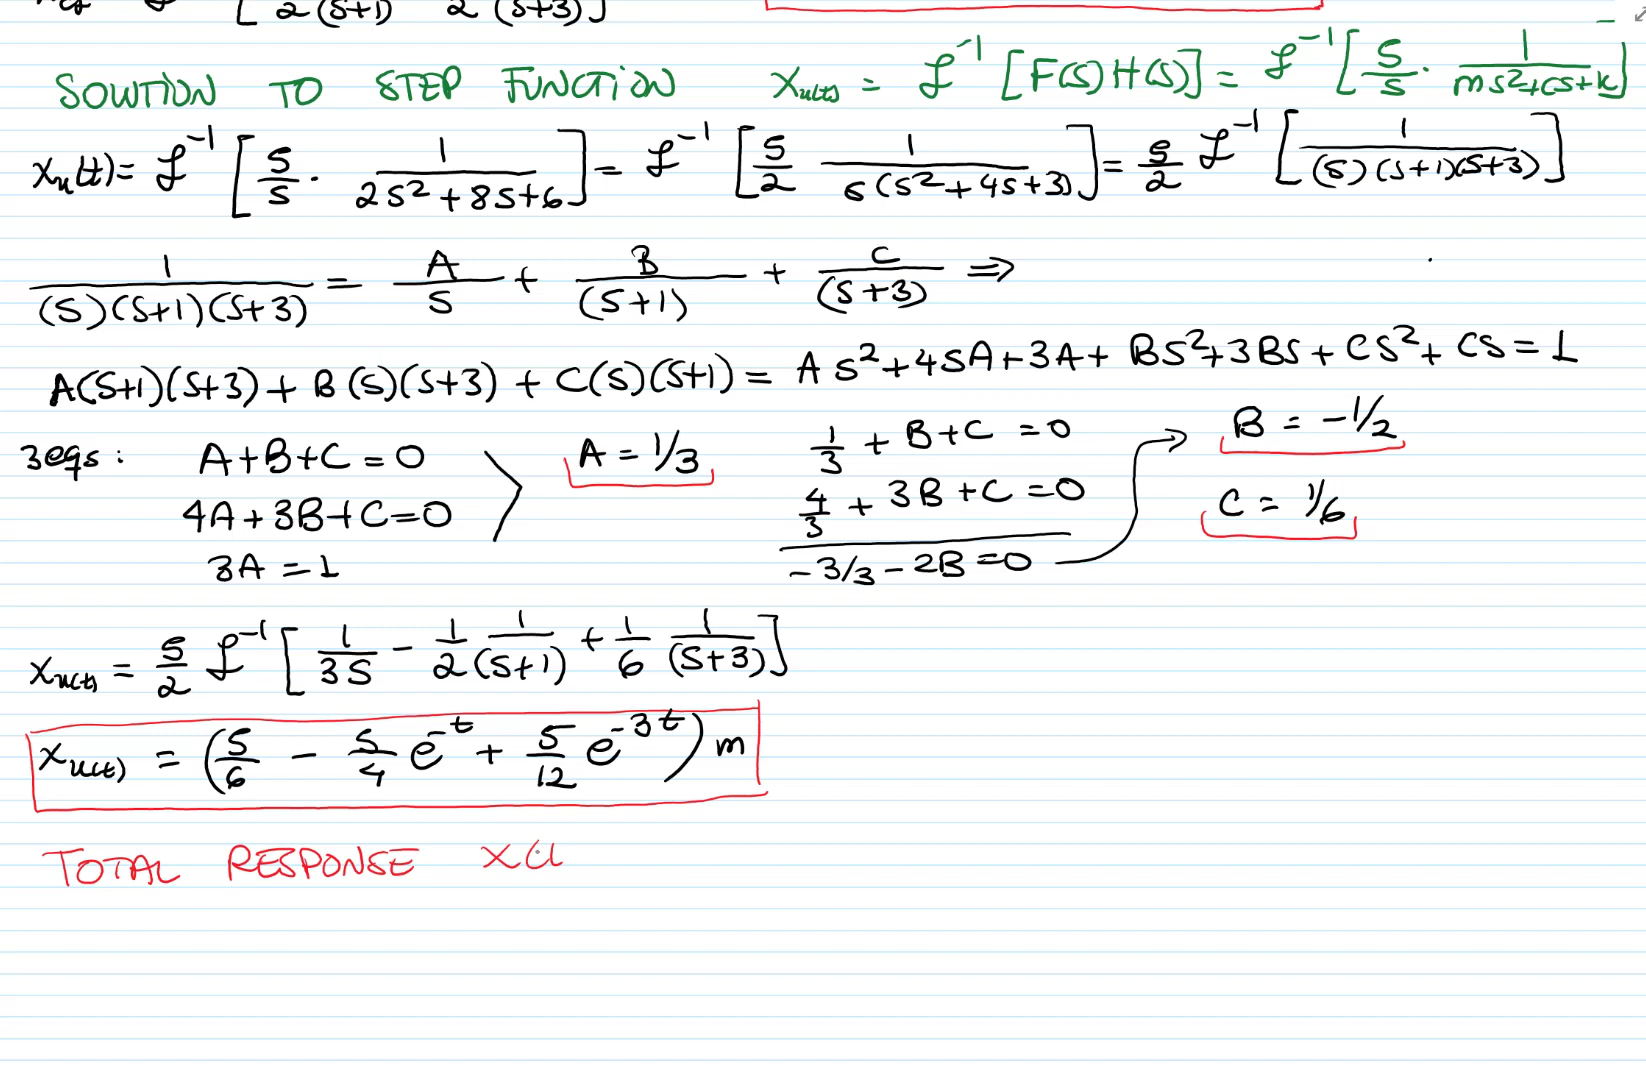 [ 2(s+1) 2 (s+3)]
SOLUTION TO STEP FUNCTION Xu(t) = ℒ⁻¹ [F(s)H(s)] = ℒ⁻¹ [5/s · 1/(ms²+cs+k)]
Xu(t) = ℒ⁻¹ [5/s · 1/(2s²+8s+6)] = ℒ⁻¹ [5/2 1/(s(s²+4s+3))] = 5/2 ℒ⁻¹ [1/((s)(s+1)(s+3))]
1/((s)(s+1)(s+3)) = A/s + B/(s+1) + C/(s+3) ⇒
A(s+1)(s+3) + B(s)(s+3) + C(s)(s+1) = As²+4sA+3A+ Bs²+3Bs+Cs²+Cs = 1
3eqs: A+B+C=0 A=1/3 1/3 + B+C = 0 B = -1/2
4A+3B+C=0 4/3 + 3B+C = 0 C = 1/6
3A = 1 -3/3 - 2B = 0
Xu(t) = 5/2 ℒ⁻¹ [1/3s - 1/2 1/(s+1) + 1/6 1/(s+3)]
Xu(t) = (5/6 - 5/4 e⁻ᵗ + 5/12 e⁻³ᵗ) m
TOTAL RESPONSE X(